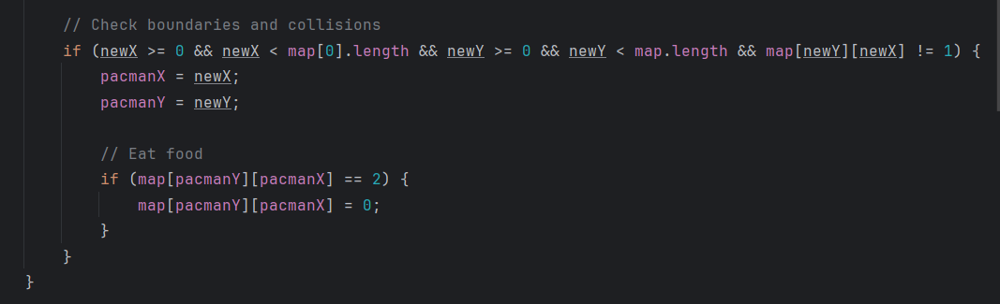 // Check boundaries and collisions
if (newX >= 0 && newX < map[0].length && newY >= 0 && newY < map.length && map[newY][newX] != 1) {
pacmanX = newX;
pacmanY = newY;
// Eat food
if (map[pacmanY][pacmanX] == 2) {
map[pacmanY][pacmanX] = 0;
}
}
}